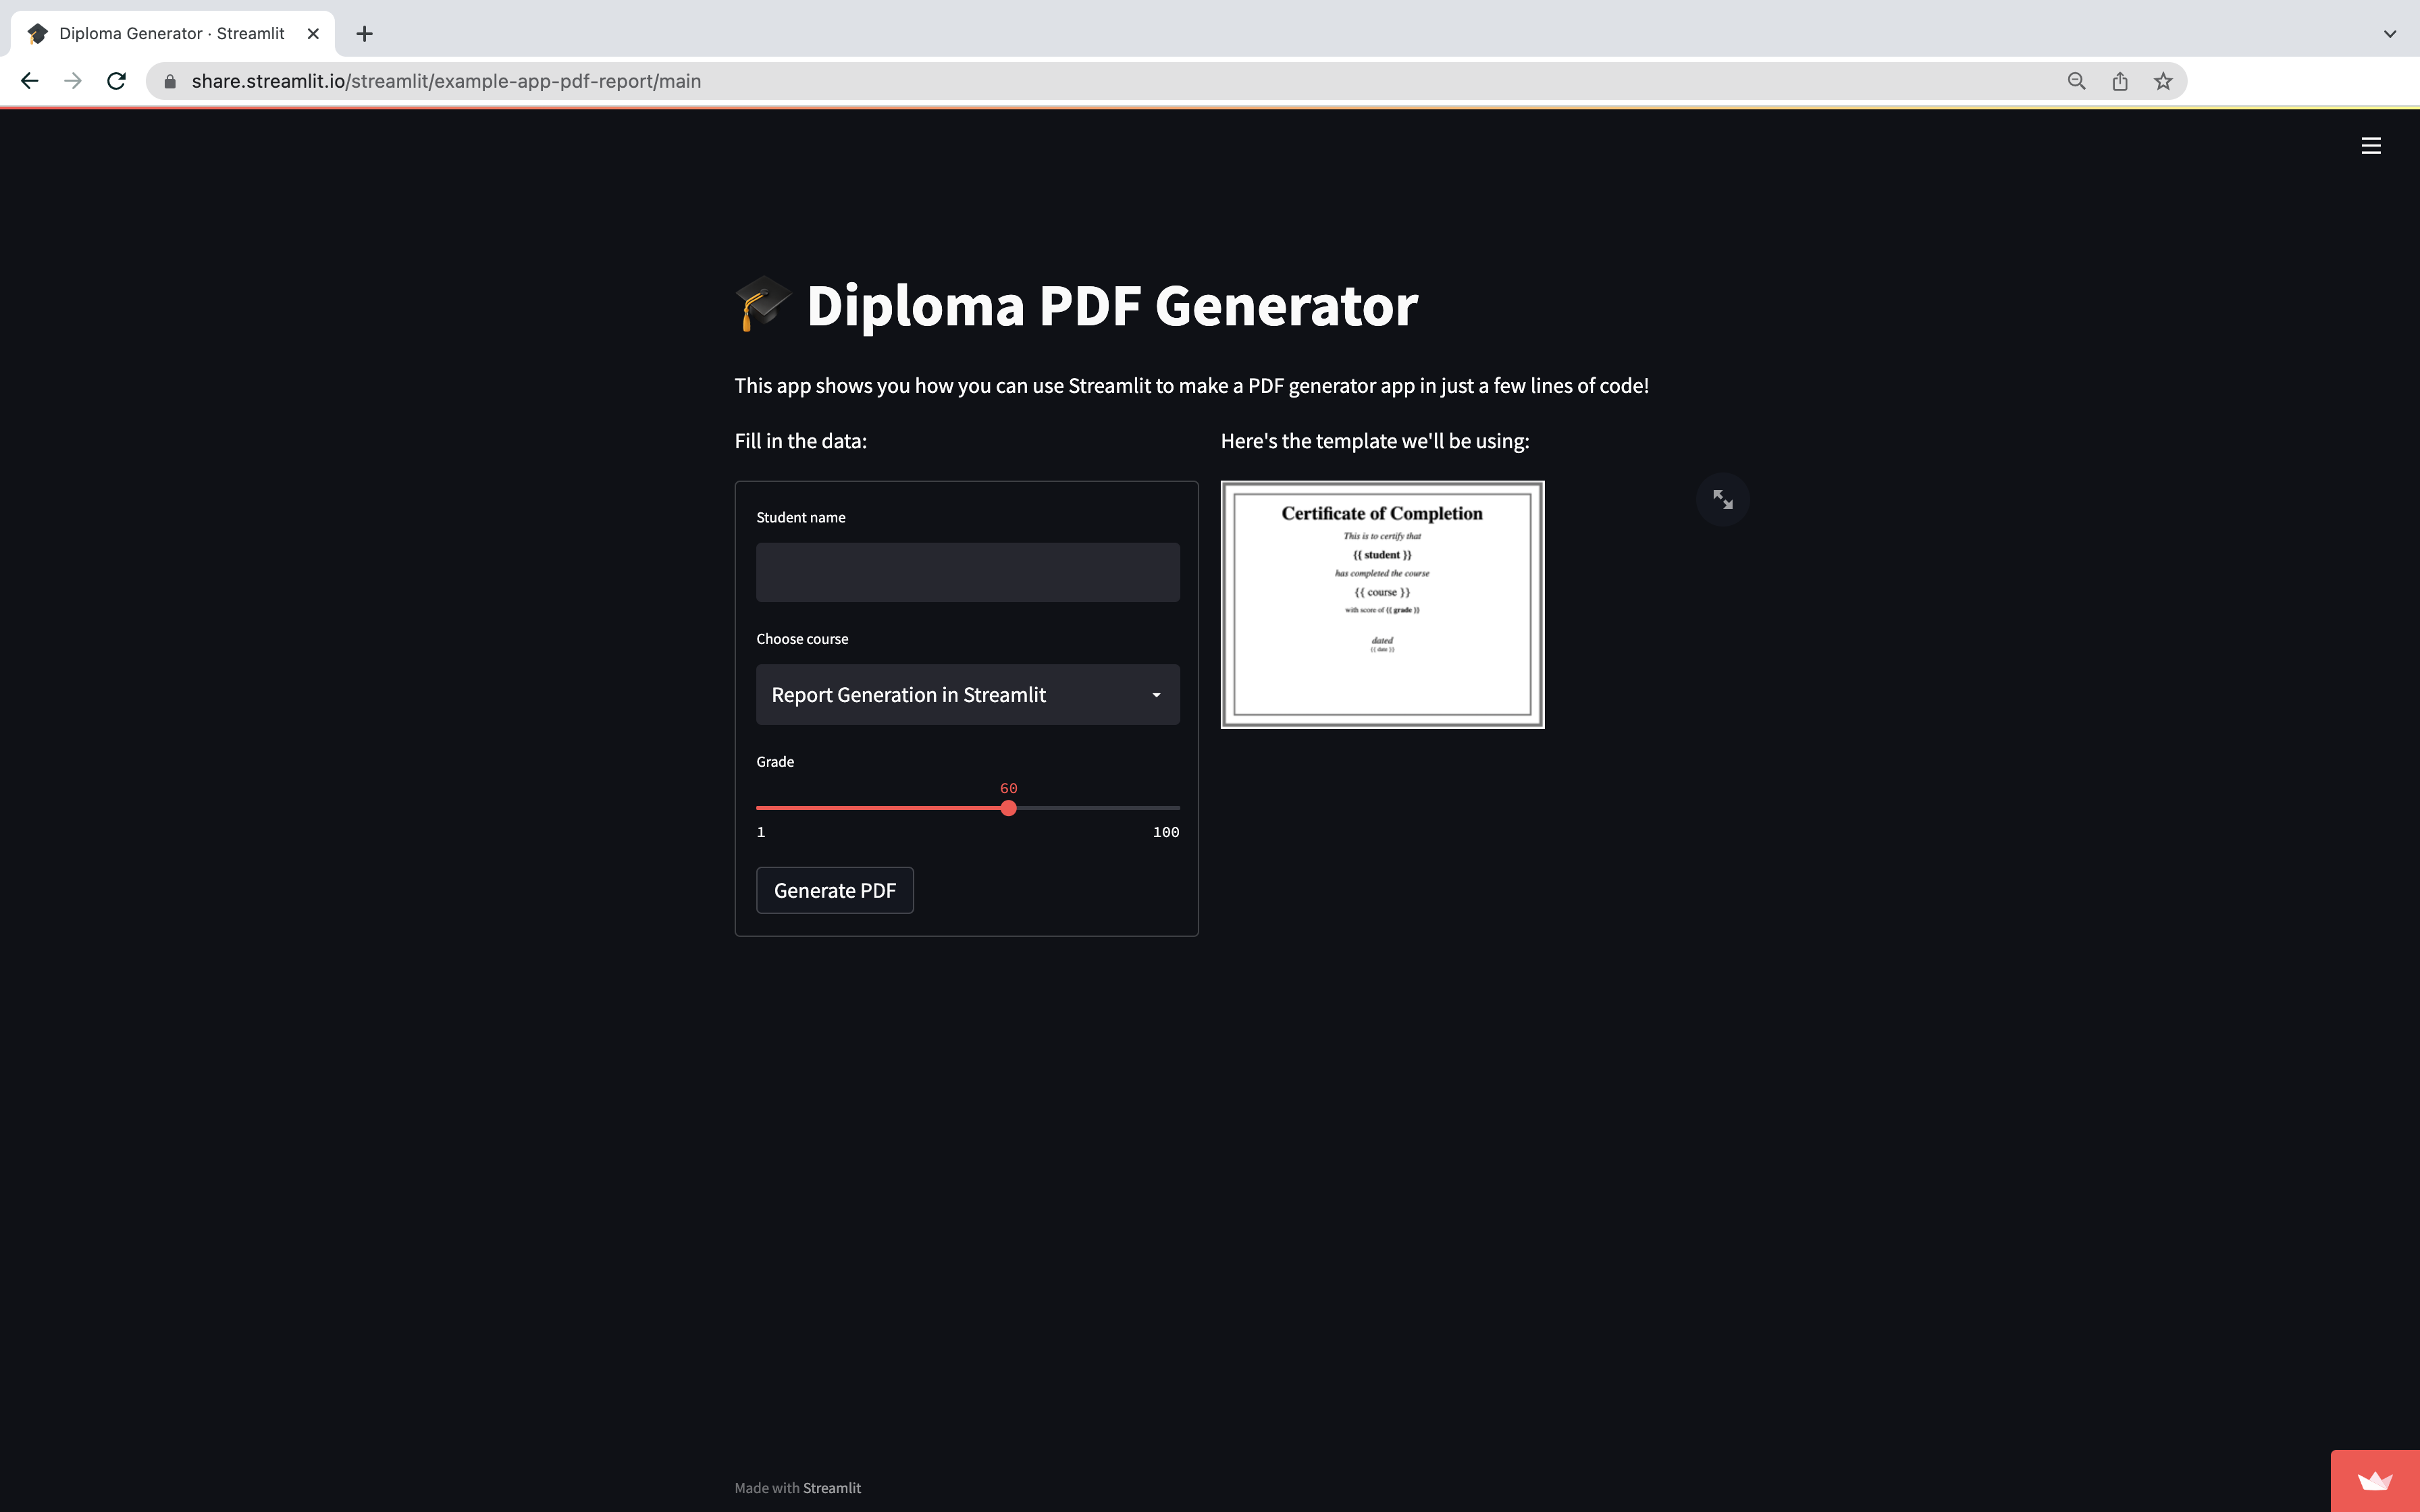 Diploma Generator · Streamlit
share.streamlit.io/streamlit/example-app-pdf-report/main
Diploma PDF Generator
This app shows you how you can use Streamlit to make a PDF generator app in just a few lines of code!
Fill in the data:
Student name
Choose course
Report Generation in Streamlit
Grade
60
1 100
Generate PDF
Here's the template we'll be using:
Certificate of Completion
This is to certify that
{{ student }}
has completed the course
{{ course }}
with score of {{ grade }}
dated
{{ date }}
Made with Streamlit